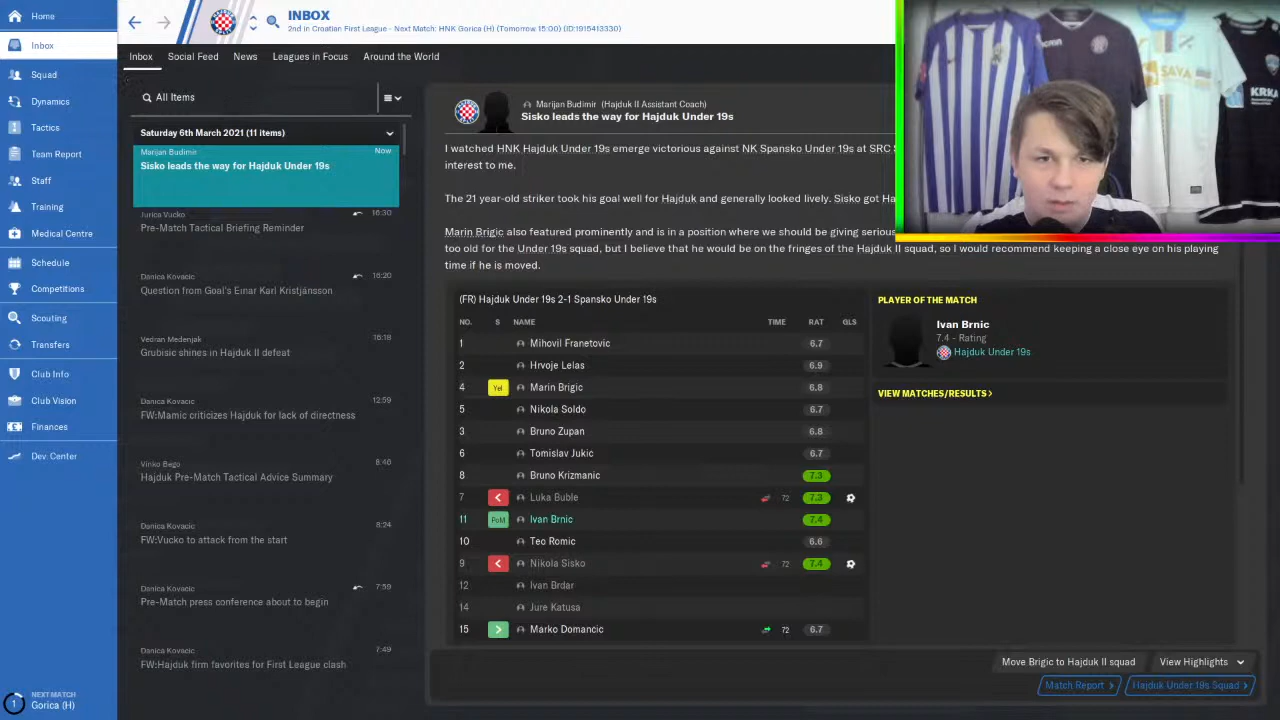 Home
Inbox
Squad
Dynamics
Tactics
Team Report
Staff
Training
Medical Centre
Schedule
Competitions
Scouting
Transfers
Club Info
Club Vision
Finances
Dev. Center
1
NEXT MATCH
Gorica (H)
INBOX
2nd in Croatian First League - Next Match: HNK Gorica (H) (Tomorrow 15:00) (ID:1915413330)
Inbox
Social Feed
News
Leagues in Focus
Around the World
All Items
Saturday 6th March 2021 (11 items)
Marijan Budimir Now
Sisko leads the way for Hajduk Under 19s
Jurica Vucko 16:30
Pre-Match Tactical Briefing Reminder
Danica Kovacic 16:20
Question from Goal's Einar Karl Kristjánsson
Vedran Medenjak 16:18
Grubisic shines in Hajduk II defeat
Danica Kovacic 12:59
FW:Mamic criticizes Hajduk for lack of directness
Vinko Bego 8:46
Hajduk Pre-Match Tactical Advice Summary
Danica Kovacic 8:24
FW:Vucko to attack from the start
Danica Kovacic 7:59
Pre-Match press conference about to begin
Danica Kovacic 7:49
FW:Hajduk firm favorites for First League clash
Marijan Budimir (Hajduk II Assistant Coach)
Sisko leads the way for Hajduk Under 19s
I watched HNK Hajduk Under 19s emerge victorious against NK Spansko Under 19s at SRC
interest to me.
The 21 year-old striker took his goal well for Hajduk and generally looked lively. Sisko got
Marin Brigic also featured prominently and is in a position where we should be giving
too old for the Under 19s squad, but I believe that he would be on the fringes of the Hajduk II squad, so I would recommend keeping a close eye on his playing
time if he is moved.
(FR) Hajduk Under 19s 2-1 Spansko Under 19s
NO. S NAME TIME RAT GLS
1 Mihovil Franetovic 6.7
2 Hrvoje Lelas 6.9
4 Yel Marin Brigic 6.8
5 Nikola Soldo 6.7
3 Bruno Zupan 6.8
6 Tomislav Jukic 6.7
8 Bruno Krizmanic 7.3
7 Luka Buble 72 7.3
11 PoM Ivan Brnic 7.4
10 Teo Romic 6.6
9 Nikola Sisko 72 7.4
12 Ivan Brdar
14 Jure Katusa
15 Marko Domancic 72 6.7
PLAYER OF THE MATCH
Ivan Brnic
7.4 - Rating
Hajduk Under 19s
VIEW MATCHES/RESULTS >
Move Brigic to Hajduk II squad
View Highlights
Match Report >
Hajduk Under 19s Squad >
SAVA
KRKA